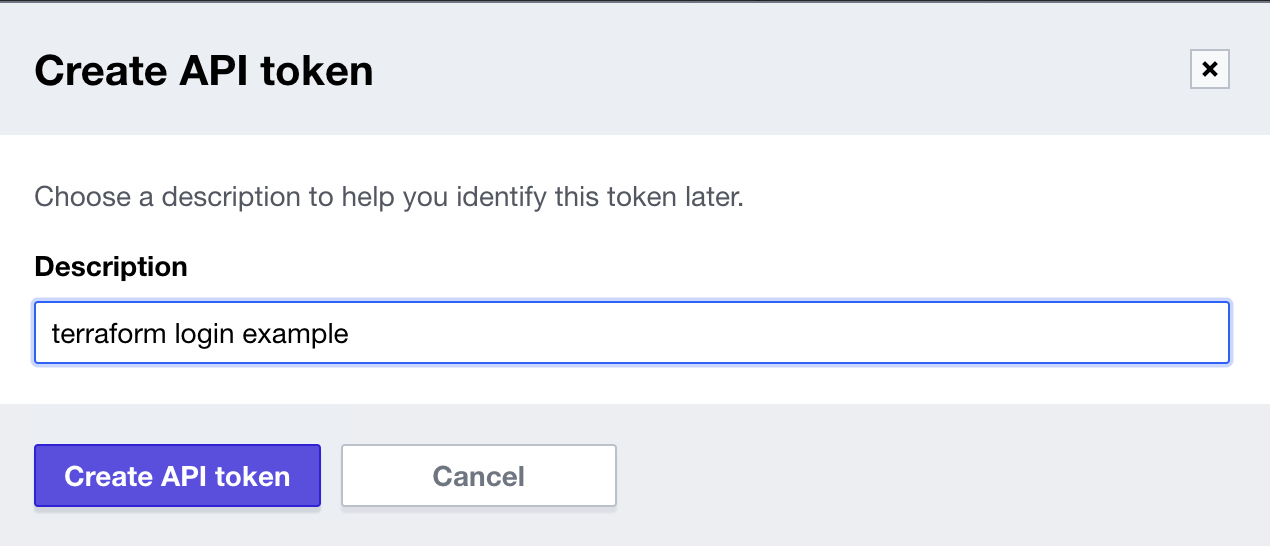 Create API token
Choose a description to help you identify this token later.
Description
terraform login example
Create API token
Cancel